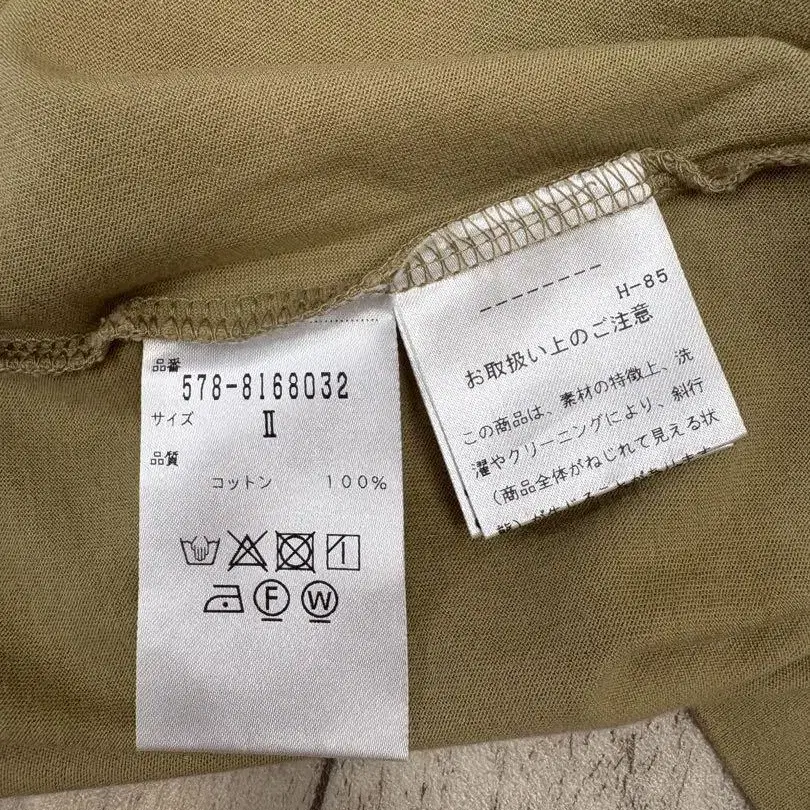 品番
578-8168032
サイズ
Ⅱ
品質
コットン 100%
F W
--------
H-85
お取扱い上のご注意
この商品は、素材の特徴上、洗
濯やクリーニングにより、斜行
（商品全体がねじれて見える状